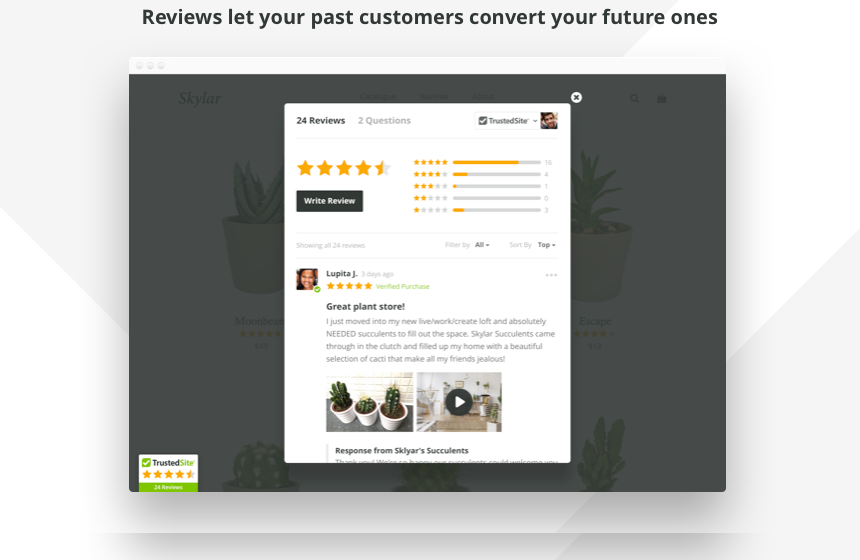 Reviews let your past customers convert your future ones
Skylar
Catalogue Reviews About
24 Reviews 2 Questions
TrustedSite
16
4
1
0
3
Write Review
Showing all 24 reviews Filter by All Sort By Top
Lupita J. 3 days ago
Verified Purchase
Great plant store!
I just moved into my new live/work/create loft and absolutely
NEEDED succulents to fill out the space. Skylar Succulents came
through in the clutch and filled up my home with a beautiful
selection of cacti that make all my friends jealous!
Response from Sklyar's Succulents
Thank you! We're so happy our succulents could welcome you
Moonbeam
Escape
TrustedSite
24 Reviews